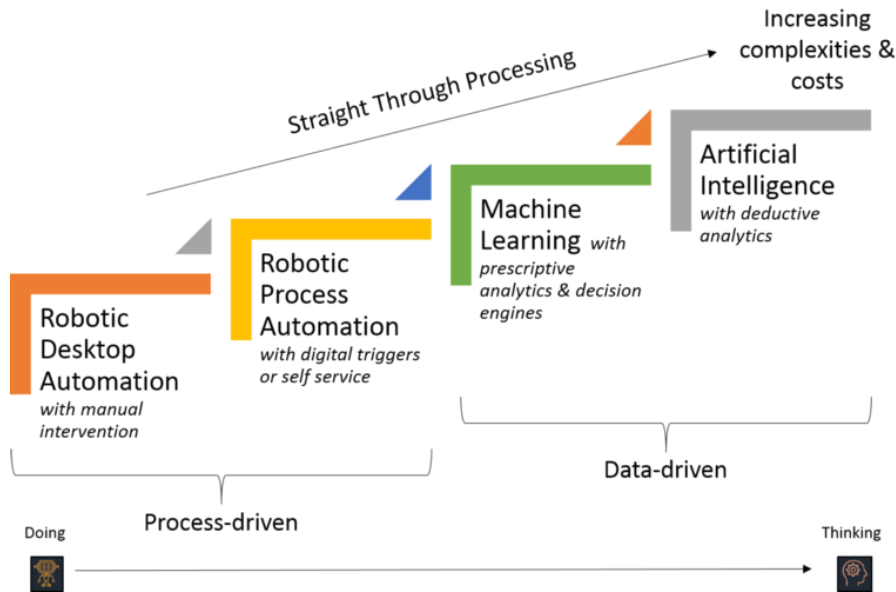 Increasing
complexities &
costs
Straight Through Processing
Artificial
Intelligence
with deductive
analytics
Machine
Learning with
prescriptive
analytics & decision
engines
Robotic
Process
Automation
with digital triggers
or self service
Robotic
Desktop
Automation
with manual
intervention
Data-driven
Process-driven
Doing
Thinking